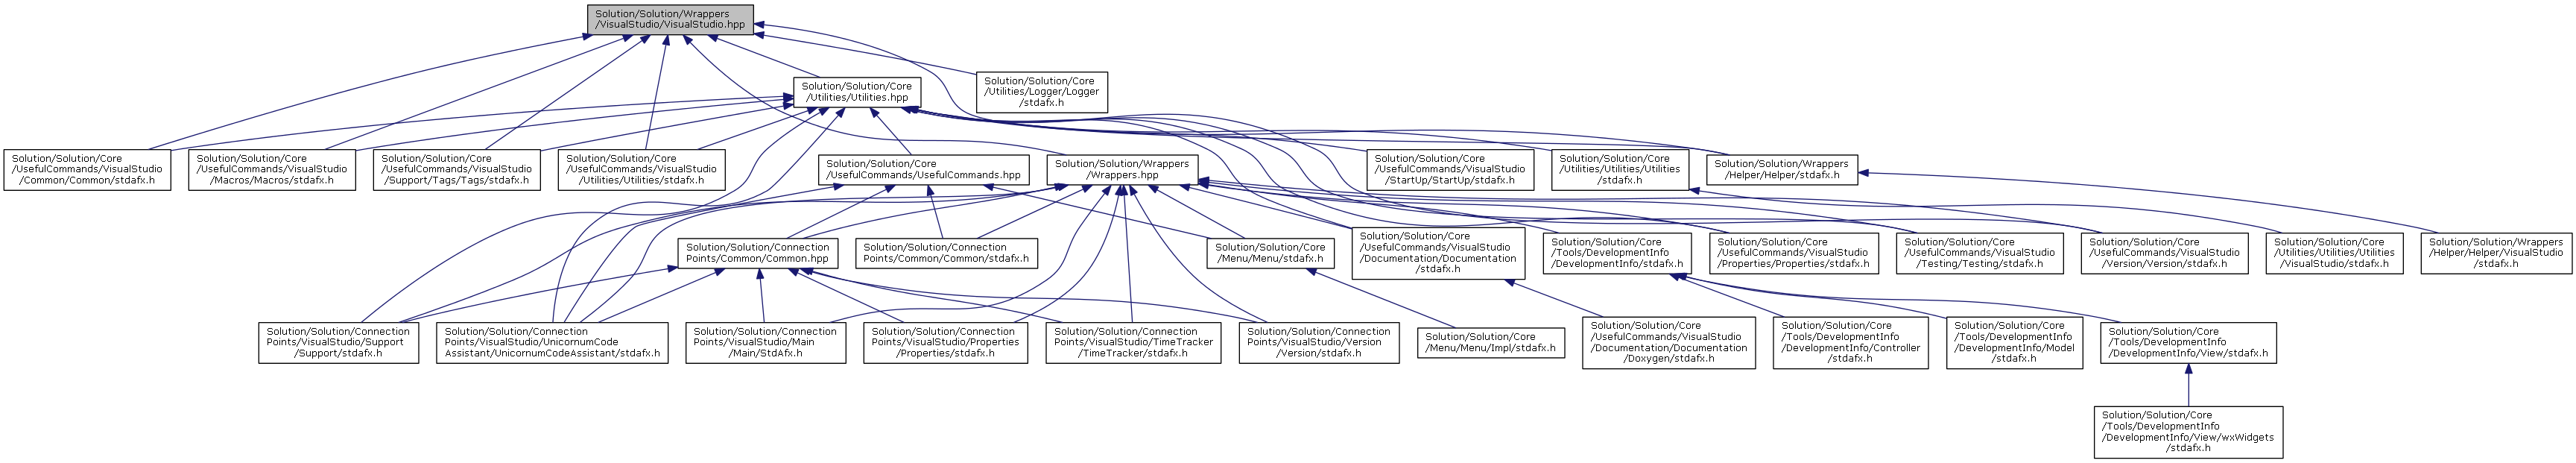 Solution/Solution/Wrappers
/VisualStudio/VisualStudio.hpp
Solution/Solution/Core
/Utilities/Logger/Logger
/stdafx.h
Solution/Solution/Core
/Utilities/Utilities.hpp
Solution/Solution/Core
/UsefulCommands/VisualStudio
/Common/Common/stdafx.h
Solution/Solution/Core
/UsefulCommands/VisualStudio
/Macros/Macros/stdafx.h
Solution/Solution/Core
/UsefulCommands/VisualStudio
/Support/Tags/Tags/stdafx.h
Solution/Solution/Core
/UsefulCommands/VisualStudio
/Utilities/Utilities/stdafx.h
Solution/Solution/Core
/UsefulCommands/UsefulCommands.hpp
Solution/Solution/Wrappers
/Wrappers.hpp
Solution/Solution/Core
/UsefulCommands/VisualStudio
/StartUp/StartUp/stdafx.h
Solution/Solution/Core
/Utilities/Utilities/Utilities
/stdafx.h
Solution/Solution/Wrappers
/Helper/Helper/stdafx.h
Solution/Solution/Connection
Points/Common/Common.hpp
Solution/Solution/Connection
Points/Common/Common/stdafx.h
Solution/Solution/Core
/Menu/Menu/stdafx.h
Solution/Solution/Core
/UsefulCommands/VisualStudio
/Documentation/Documentation
/stdafx.h
Solution/Solution/Core
/Tools/DevelopmentInfo
/DevelopmentInfo/stdafx.h
Solution/Solution/Core
/UsefulCommands/VisualStudio
/Properties/Properties/stdafx.h
Solution/Solution/Core
/UsefulCommands/VisualStudio
/Testing/Testing/stdafx.h
Solution/Solution/Core
/UsefulCommands/VisualStudio
/Version/Version/stdafx.h
Solution/Solution/Core
/Utilities/Utilities/Utilities
/VisualStudio/stdafx.h
Solution/Solution/Wrappers
/Helper/Helper/VisualStudio
/stdafx.h
Solution/Solution/Connection
Points/VisualStudio/Support
/Support/stdafx.h
Solution/Solution/Connection
Points/VisualStudio/UnicornumCode
Assistant/UnicornumCodeAssistant/stdafx.h
Solution/Solution/Connection
Points/VisualStudio/Main
/Main/StdAfx.h
Solution/Solution/Connection
Points/VisualStudio/Properties
/Properties/stdafx.h
Solution/Solution/Connection
Points/VisualStudio/TimeTracker
/TimeTracker/stdafx.h
Solution/Solution/Connection
Points/VisualStudio/Version
/Version/stdafx.h
Solution/Solution/Core
/Menu/Menu/Impl/stdafx.h
Solution/Solution/Core
/UsefulCommands/VisualStudio
/Documentation/Documentation
/Doxygen/stdafx.h
Solution/Solution/Core
/Tools/DevelopmentInfo
/DevelopmentInfo/Controller
/stdafx.h
Solution/Solution/Core
/Tools/DevelopmentInfo
/DevelopmentInfo/Model
/stdafx.h
Solution/Solution/Core
/Tools/DevelopmentInfo
/DevelopmentInfo/View/stdafx.h
Solution/Solution/Core
/Tools/DevelopmentInfo
/DevelopmentInfo/View/wxWidgets
/stdafx.h